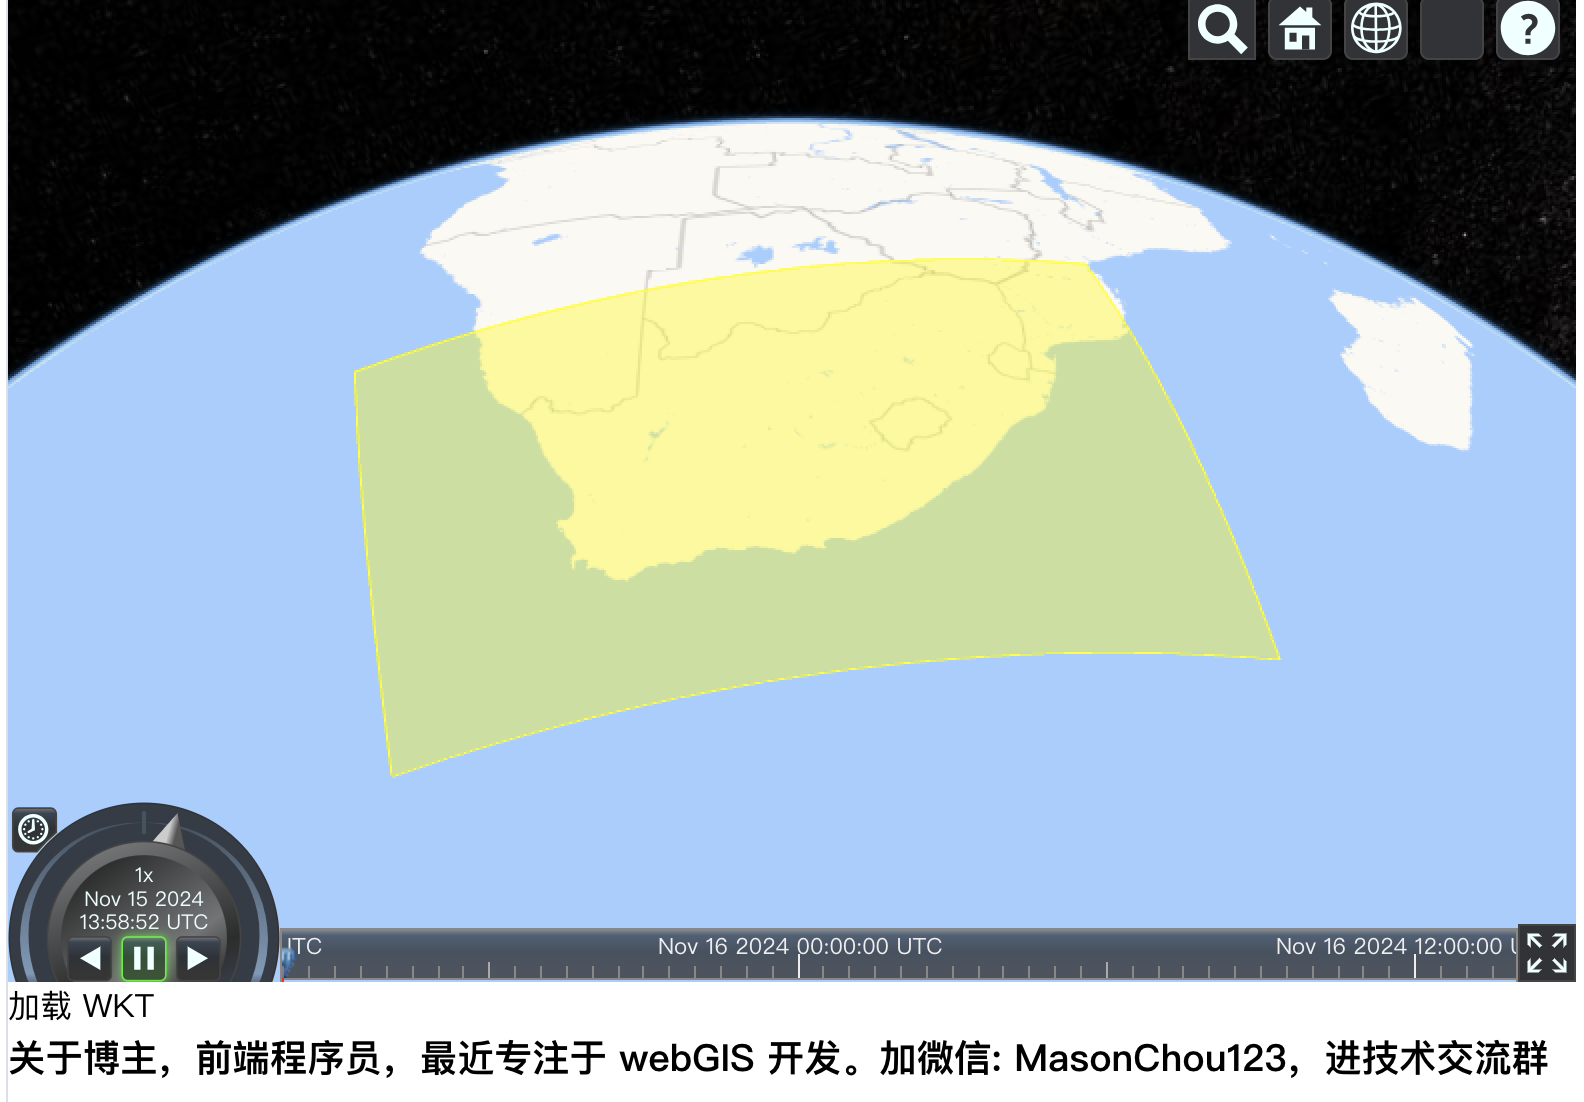 ?
1x
Nov 15 2024
13:58:52 UTC
Nov 16 2024 00:00:00 UTC
Nov 16 2024 12:00:00
加载 WKT
关于博主，前端程序员，最近专注于 webGIS 开发。加微信: MasonChou123，进技术交流群